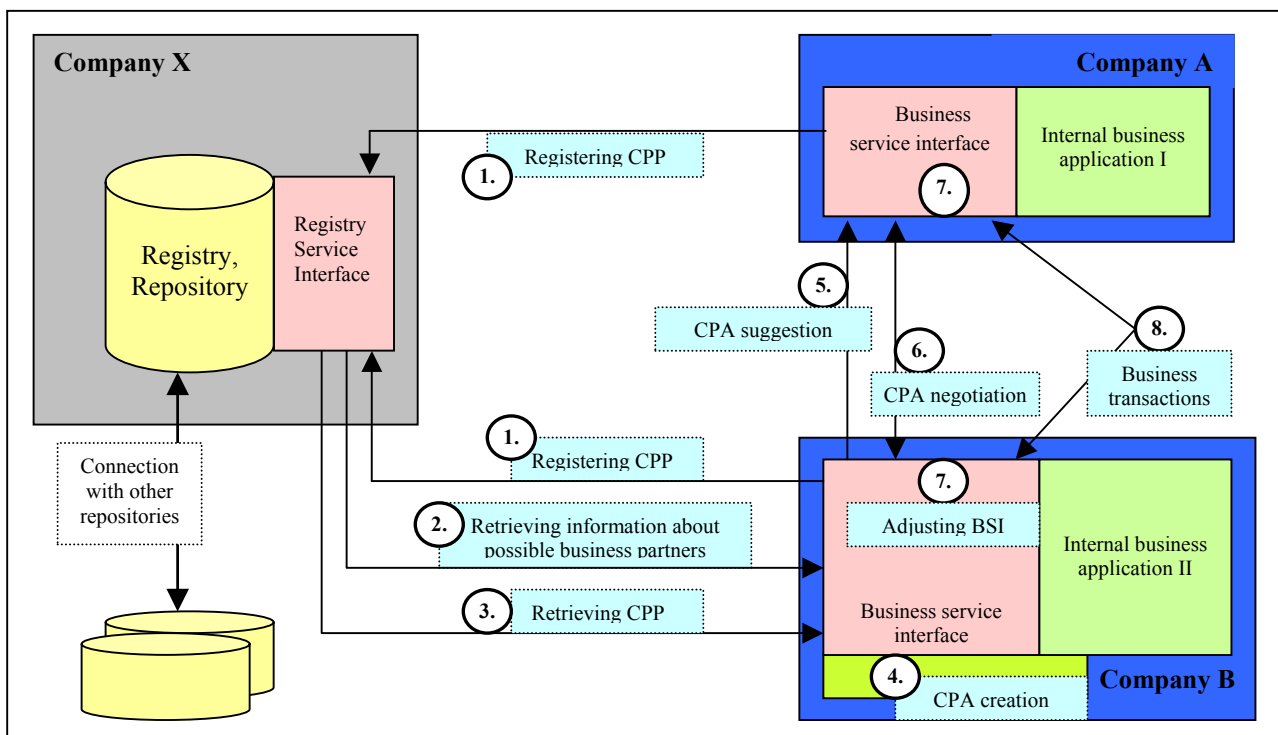 Company X
Company A
Business
service interface
7.
Internal business
application I
Registering CPP
1.
Registry
Service
Interface
Registry,
Repository
5.
CPA suggestion
6.
CPA negotiation
8.
Business
transactions
1.
Registering CPP
Connection
with other
repositories
2.
Retrieving information about
possible business partners
3.
Retrieving CPP
7.
Adjusting BSI
Internal business
application II
Business service
interface
4.
CPA creation
Company B